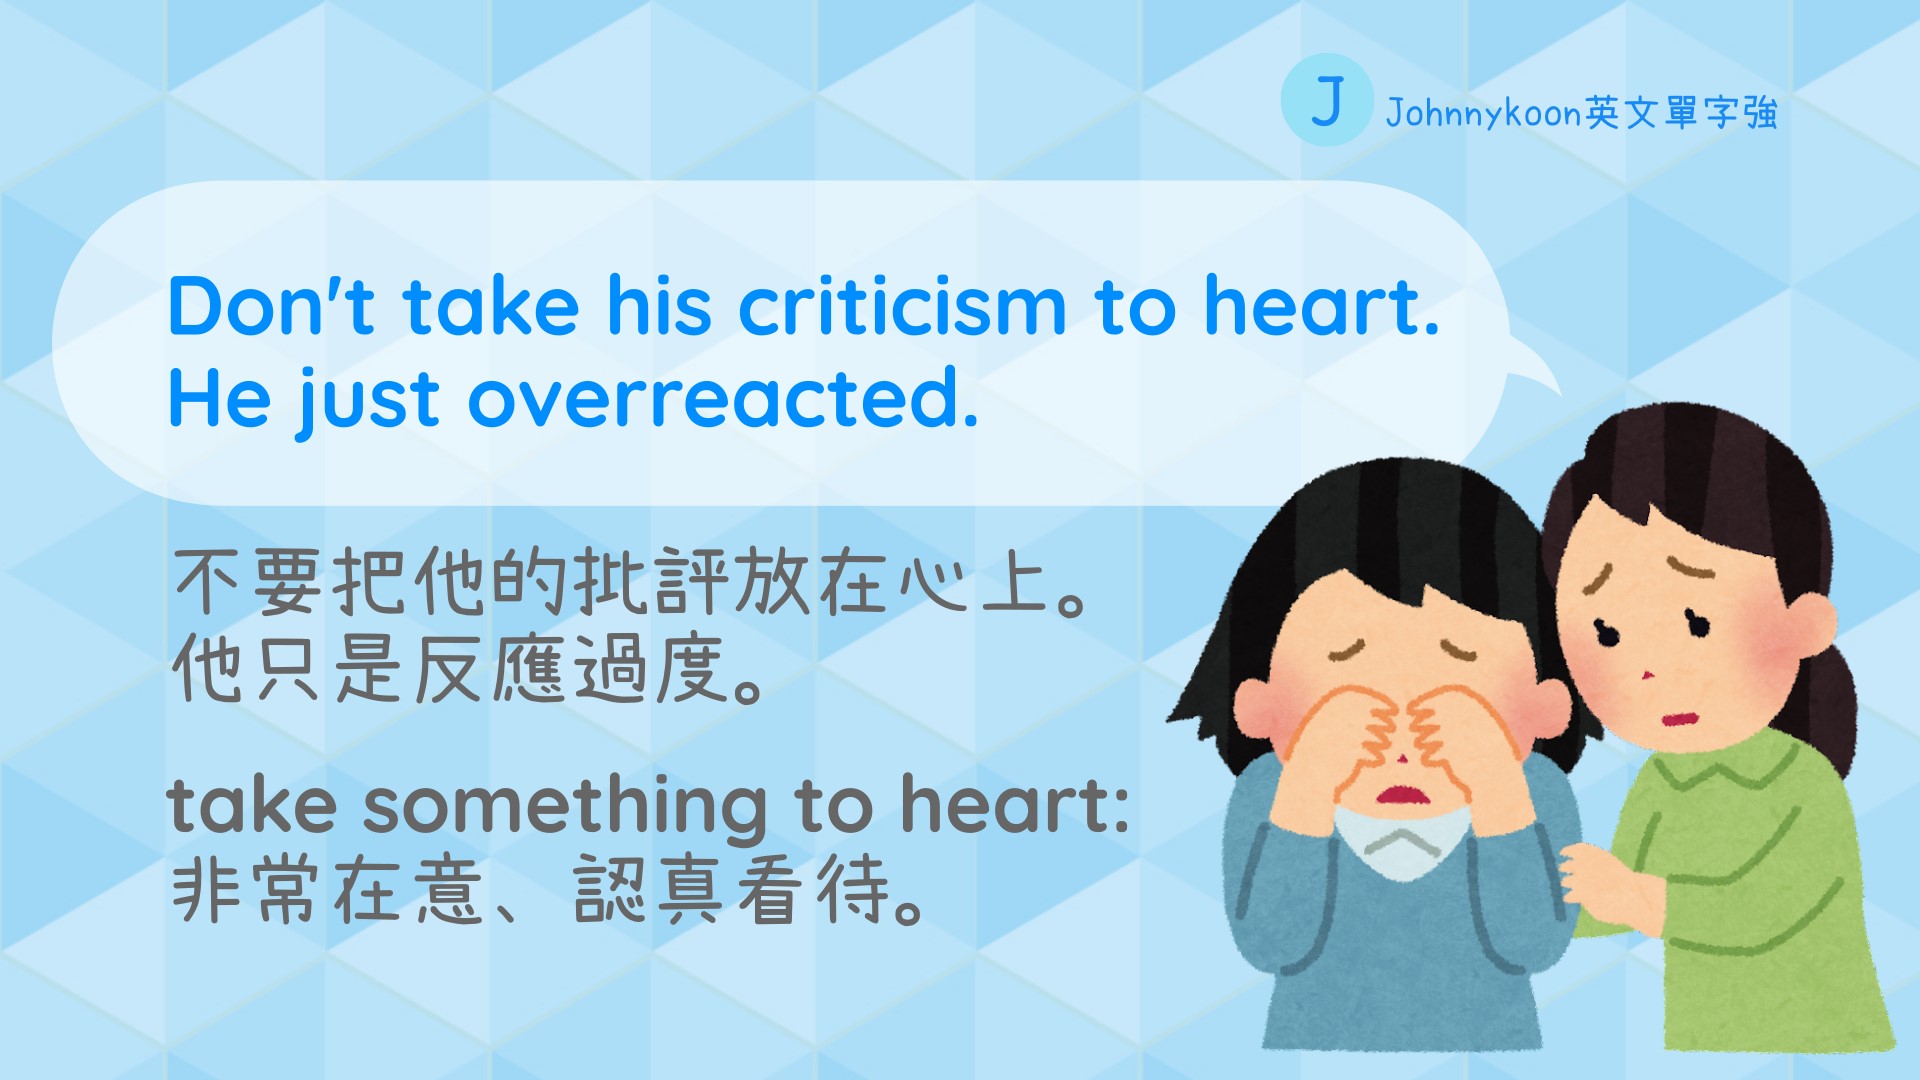 J
Johnnykoon英文單字強
Don't take his criticism to heart.
He just overreacted.
不要把他的批評放在心上。
他只是反應過度。
take something to heart:
非常在意、認真看待。